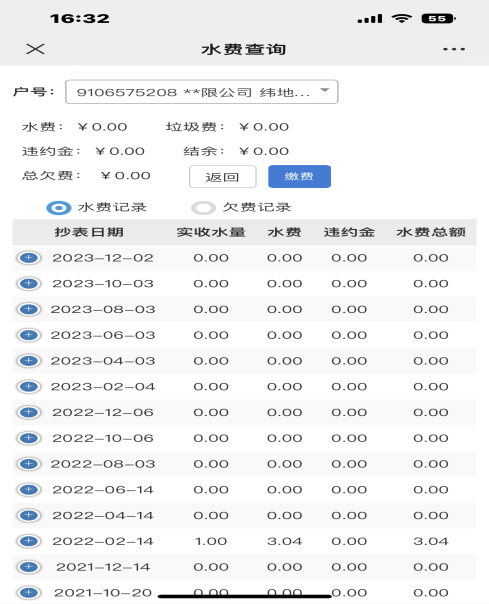 16:32 55
水费查询
户号: 9106575208 **限公司 纬地...
水费: ￥0.00 垃圾费: ￥0.00
违约金: ￥0.00 结余: ￥0.00
总欠费: ￥0.00 返回 缴费
水费记录 欠费记录
抄表日期 实收水量 水费 违约金 水费总额
2023-12-02 0.00 0.00 0.00 0.00
2023-10-03 0.00 0.00 0.00 0.00
2023-08-03 0.00 0.00 0.00 0.00
2023-06-03 0.00 0.00 0.00 0.00
2023-04-03 0.00 0.00 0.00 0.00
2023-02-04 0.00 0.00 0.00 0.00
2022-12-06 0.00 0.00 0.00 0.00
2022-10-06 0.00 0.00 0.00 0.00
2022-08-03 0.00 0.00 0.00 0.00
2022-06-14 0.00 0.00 0.00 0.00
2022-04-14 0.00 0.00 0.00 0.00
2022-02-14 1.00 3.04 0.00 3.04
2021-12-14 0.00 0.00 0.00 0.00
2021-10-20 0.00 0.00 0.00 0.00